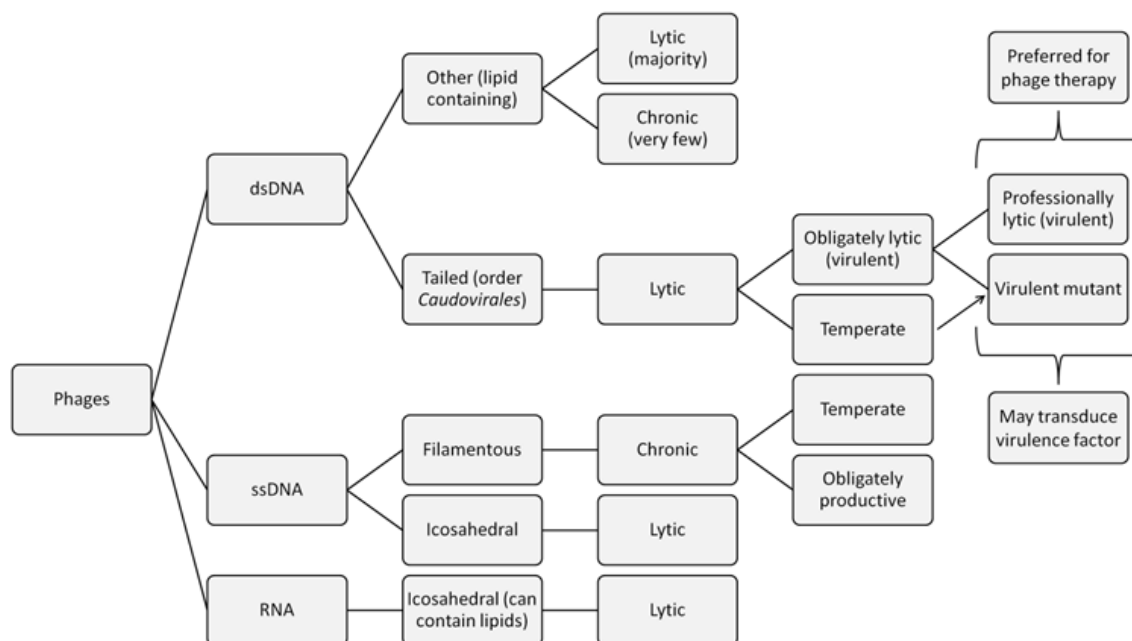 Phages
dsDNA
Other (lipid
containing)
Lytic
(majority)
Chronic
(very few)
Tailed (order
Caudovirales)
Lytic
Obligately lytic
(virulent)
Temperate
Preferred for
phage therapy
Professionally
lytic (virulent)
Virulent mutant
May transduce
virulence factor
ssDNA
Filamentous
Chronic
Temperate
Obligately
productive
Icosahedral
Lytic
RNA
Icosahedral (can
contain lipids)
Lytic